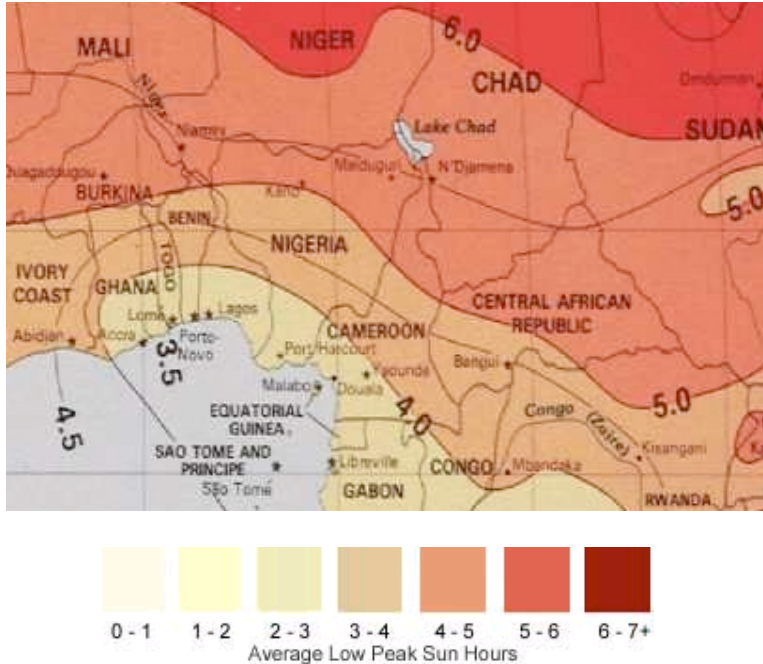 6.0
NIGER
MALI
CHAD
Omdurman
Niger
Lake Chad
SUDAN
Niamey
Ouagadougou
Maiduguri
N'Djamena
BURKINA
Kano
5.0
BENIN
NIGERIA
TOGO
IVORY
COAST
GHANA
CENTRAL AFRICAN
REPUBLIC
Lome
Lagos
CAMEROON
Abidjan
Accra
Porto-
Novo
Port Harcourt
Bangui
3.5
Yaounde
Malabo
Douala
4.0
5.0
4.5
EQUATORIAL
GUINEA
Congo
(Zaire)
SAO TOME AND
PRINCIPE
Libreville
CONGO
Mbandaka
Kisangani
São Tomé
GABON
RWANDA
0 - 1
1 - 2
2 - 3
3 - 4
4 - 5
5 - 6
6 - 7+
Average Low Peak Sun Hours